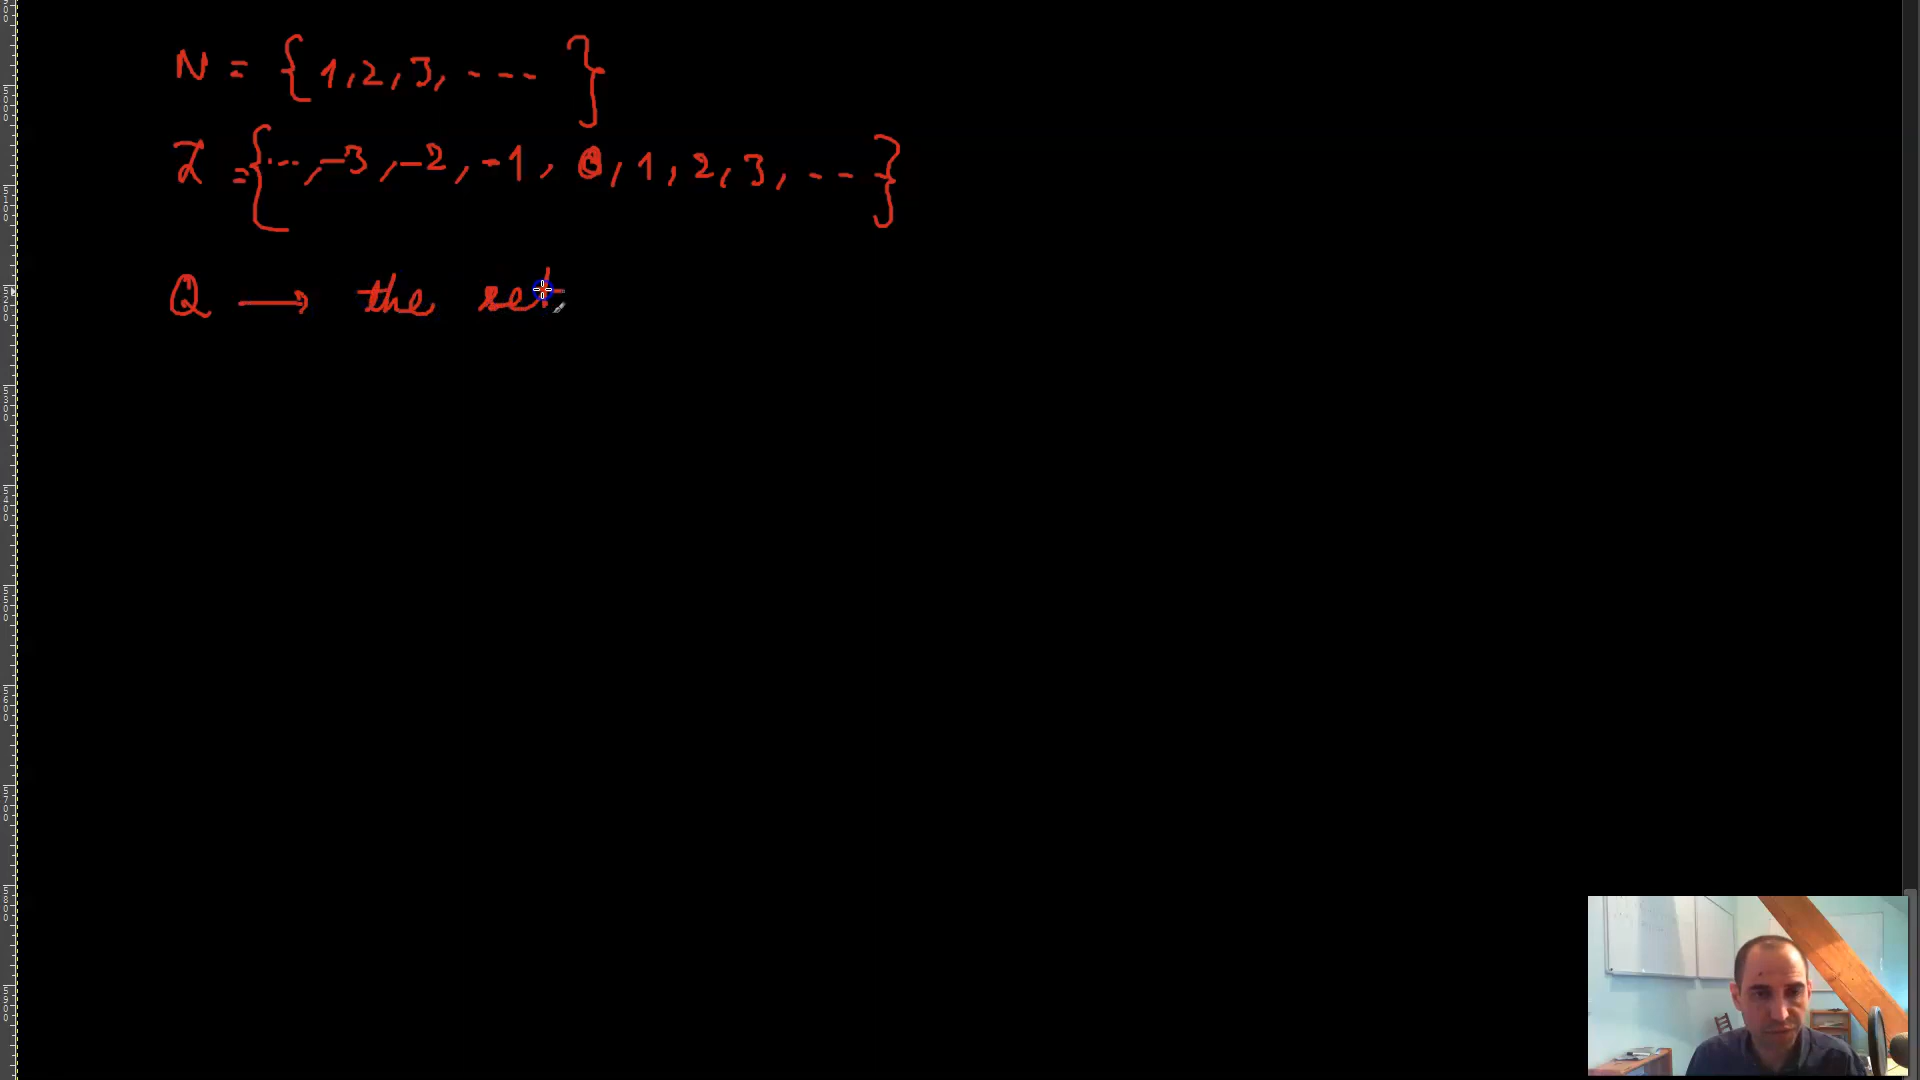 N = {1, 2, 3, ---- }
Z = {..., -3, -2, -1, 0, 1, 2, 3, --- }
Q → the set